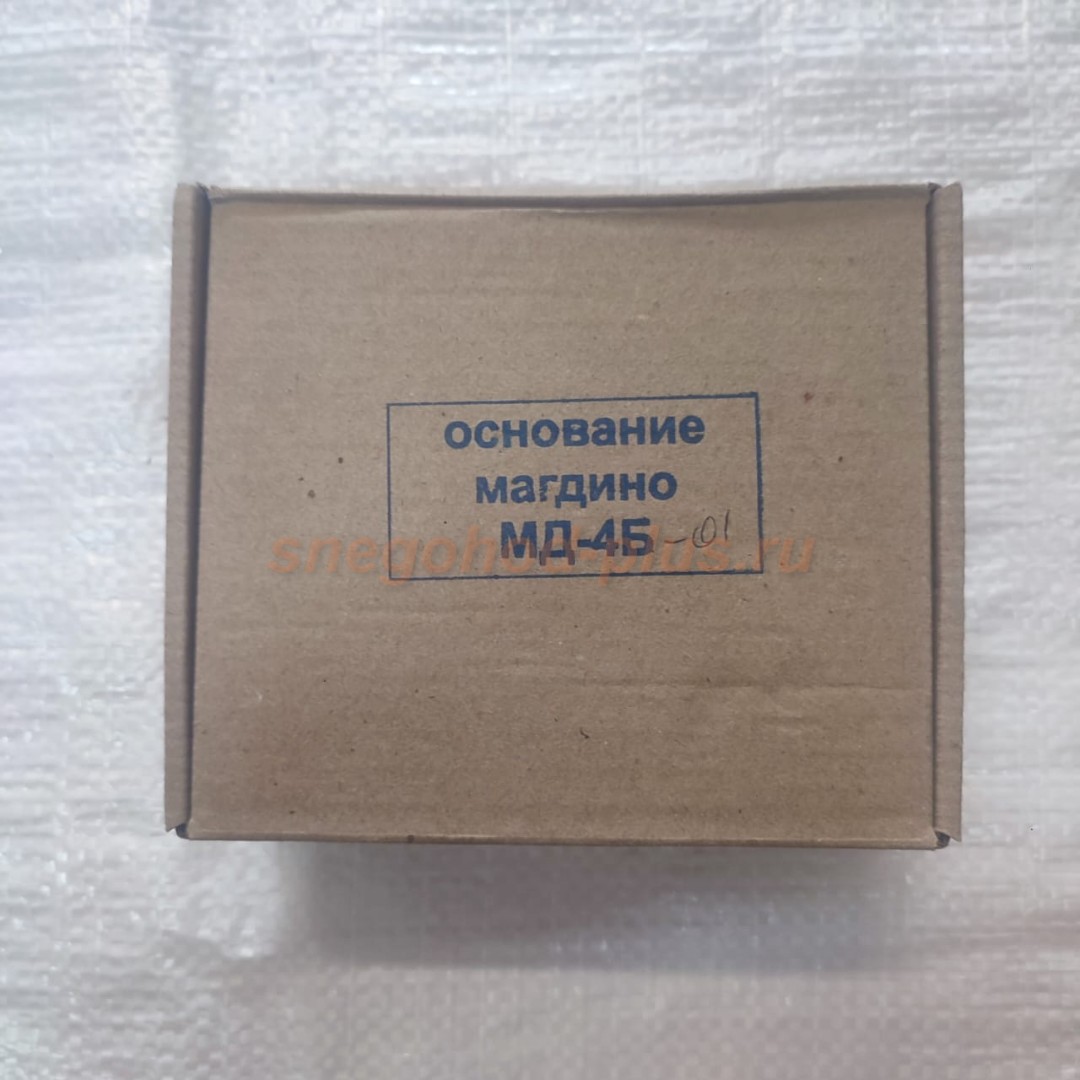 основание
магдино
МД-4Б-01
snegohod-plus.ru